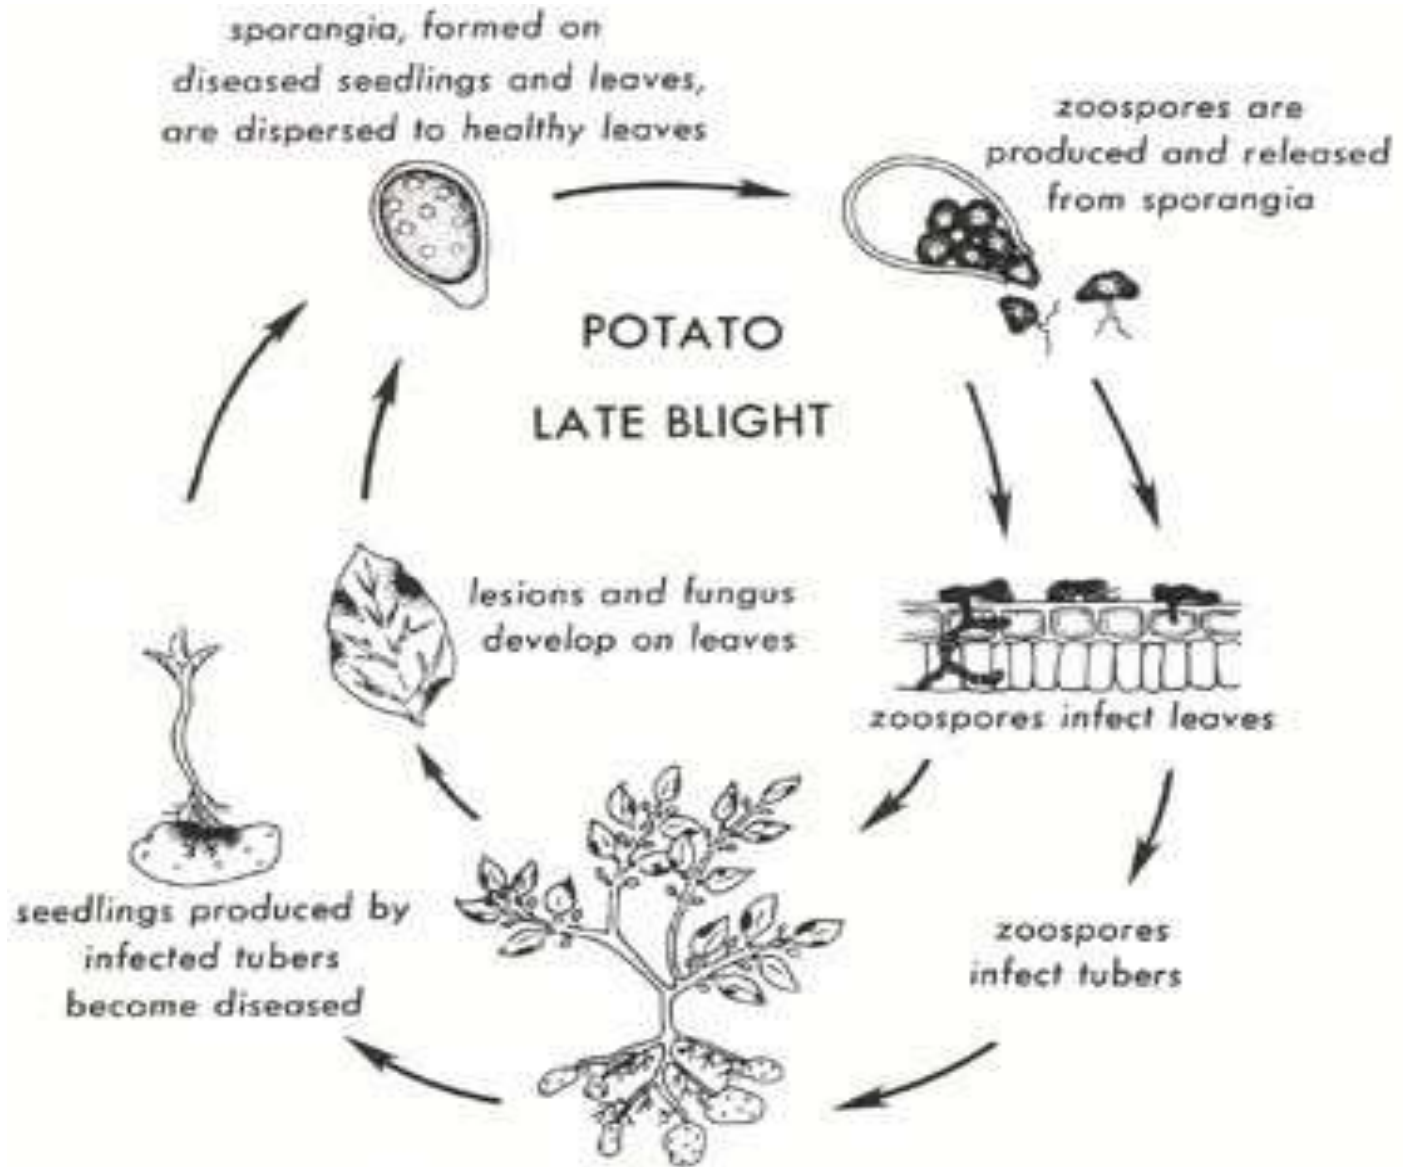 sporangia, formed on
diseased seedlings and leaves,
are dispersed to healthy leaves
zoospores are
produced and released
from sporangia
POTATO
LATE BLIGHT
lesions and fungus
develop on leaves
zoospores infect leaves
seedlings produced by
infected tubers
become diseased
zoospores
infect tubers